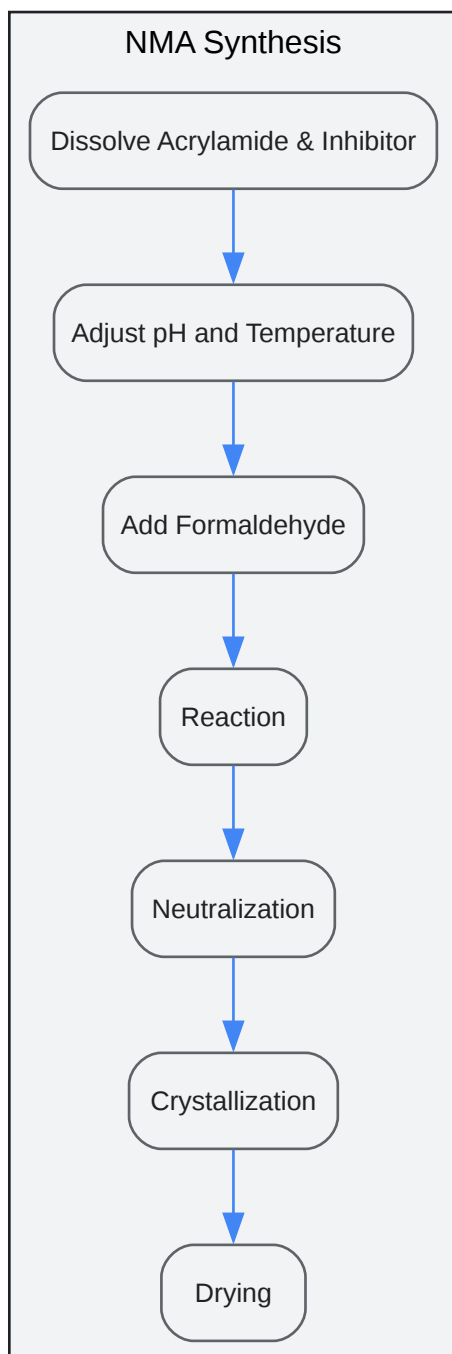 NMA Synthesis
Dissolve Acrylamide & Inhibitor
Adjust pH and Temperature
Add Formaldehyde
Reaction
Neutralization
Crystallization
Drying